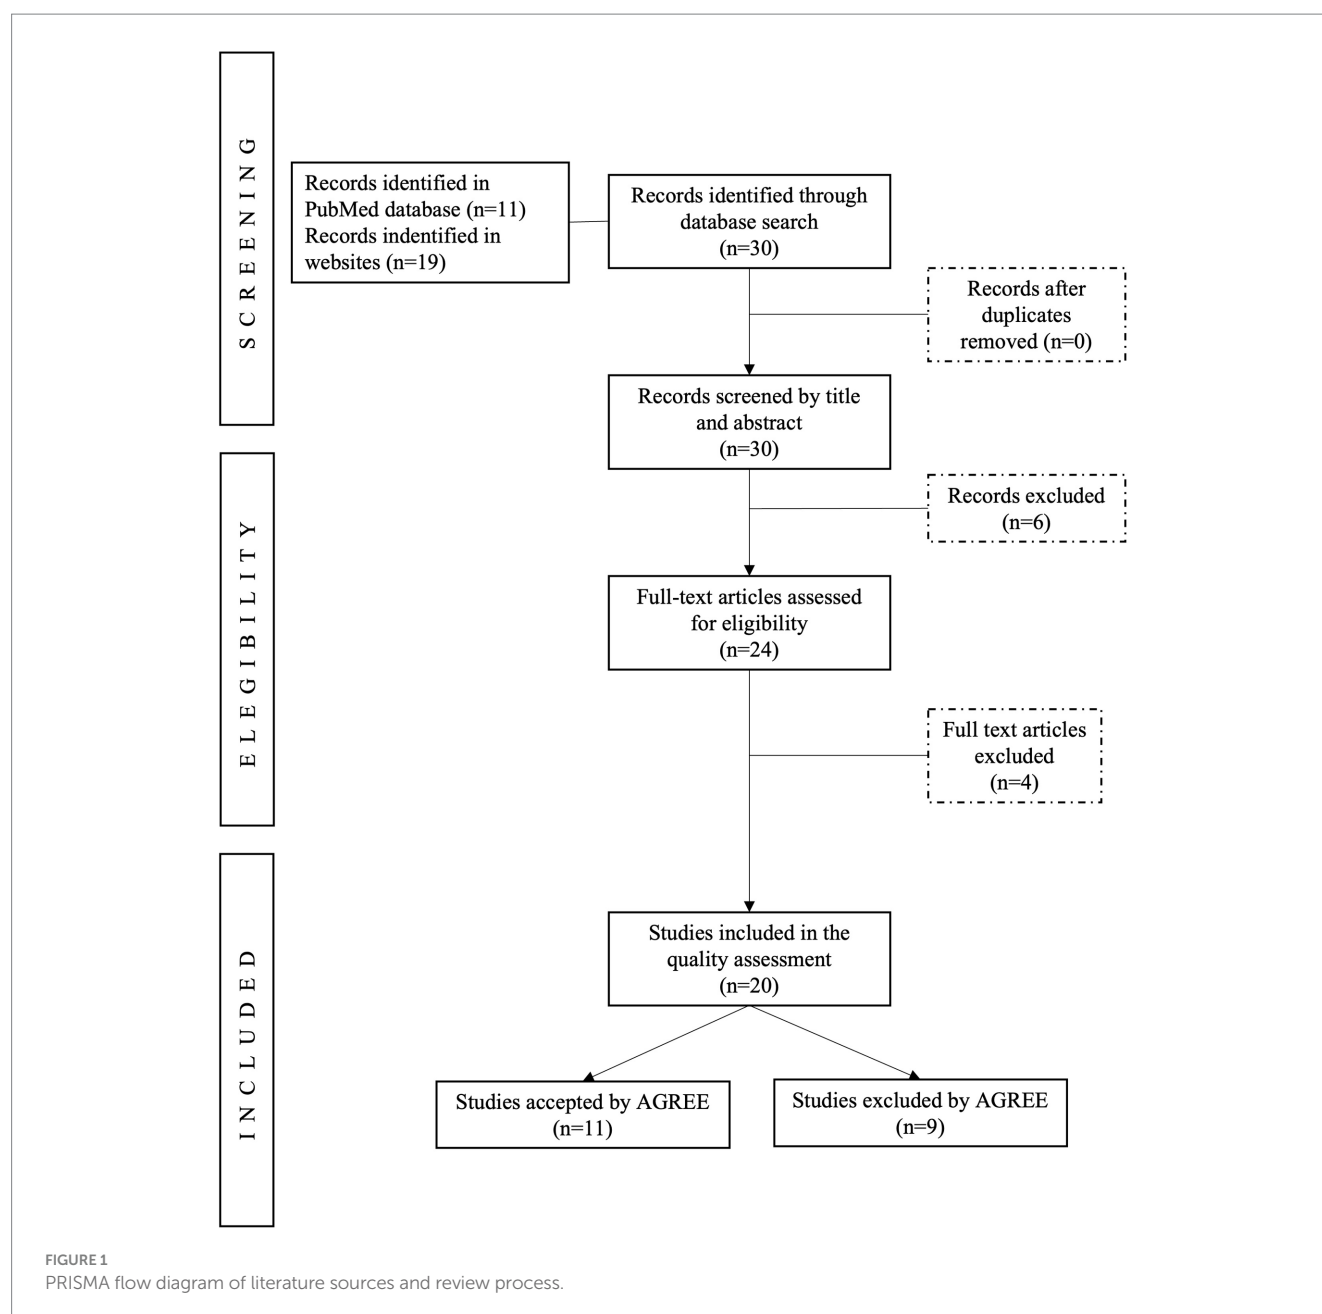 SCREENING
Records identified in
PubMed database (n=11)
Records indentified in
websites (n=19)
Records identified through
database search
(n=30)
Records after
duplicates
removed (n=0)
Records screened by title
and abstract
(n=30)
ELEGIBILITY
Records excluded
(n=6)
Full-text articles assessed
for eligibility
(n=24)
Full text articles
excluded
(n=4)
INCLUDED
Studies included in the
quality assessment
(n=20)
Studies accepted by AGREE
(n=11)
Studies excluded by AGREE
(n=9)
FIGURE 1
PRISMA flow diagram of literature sources and review process.